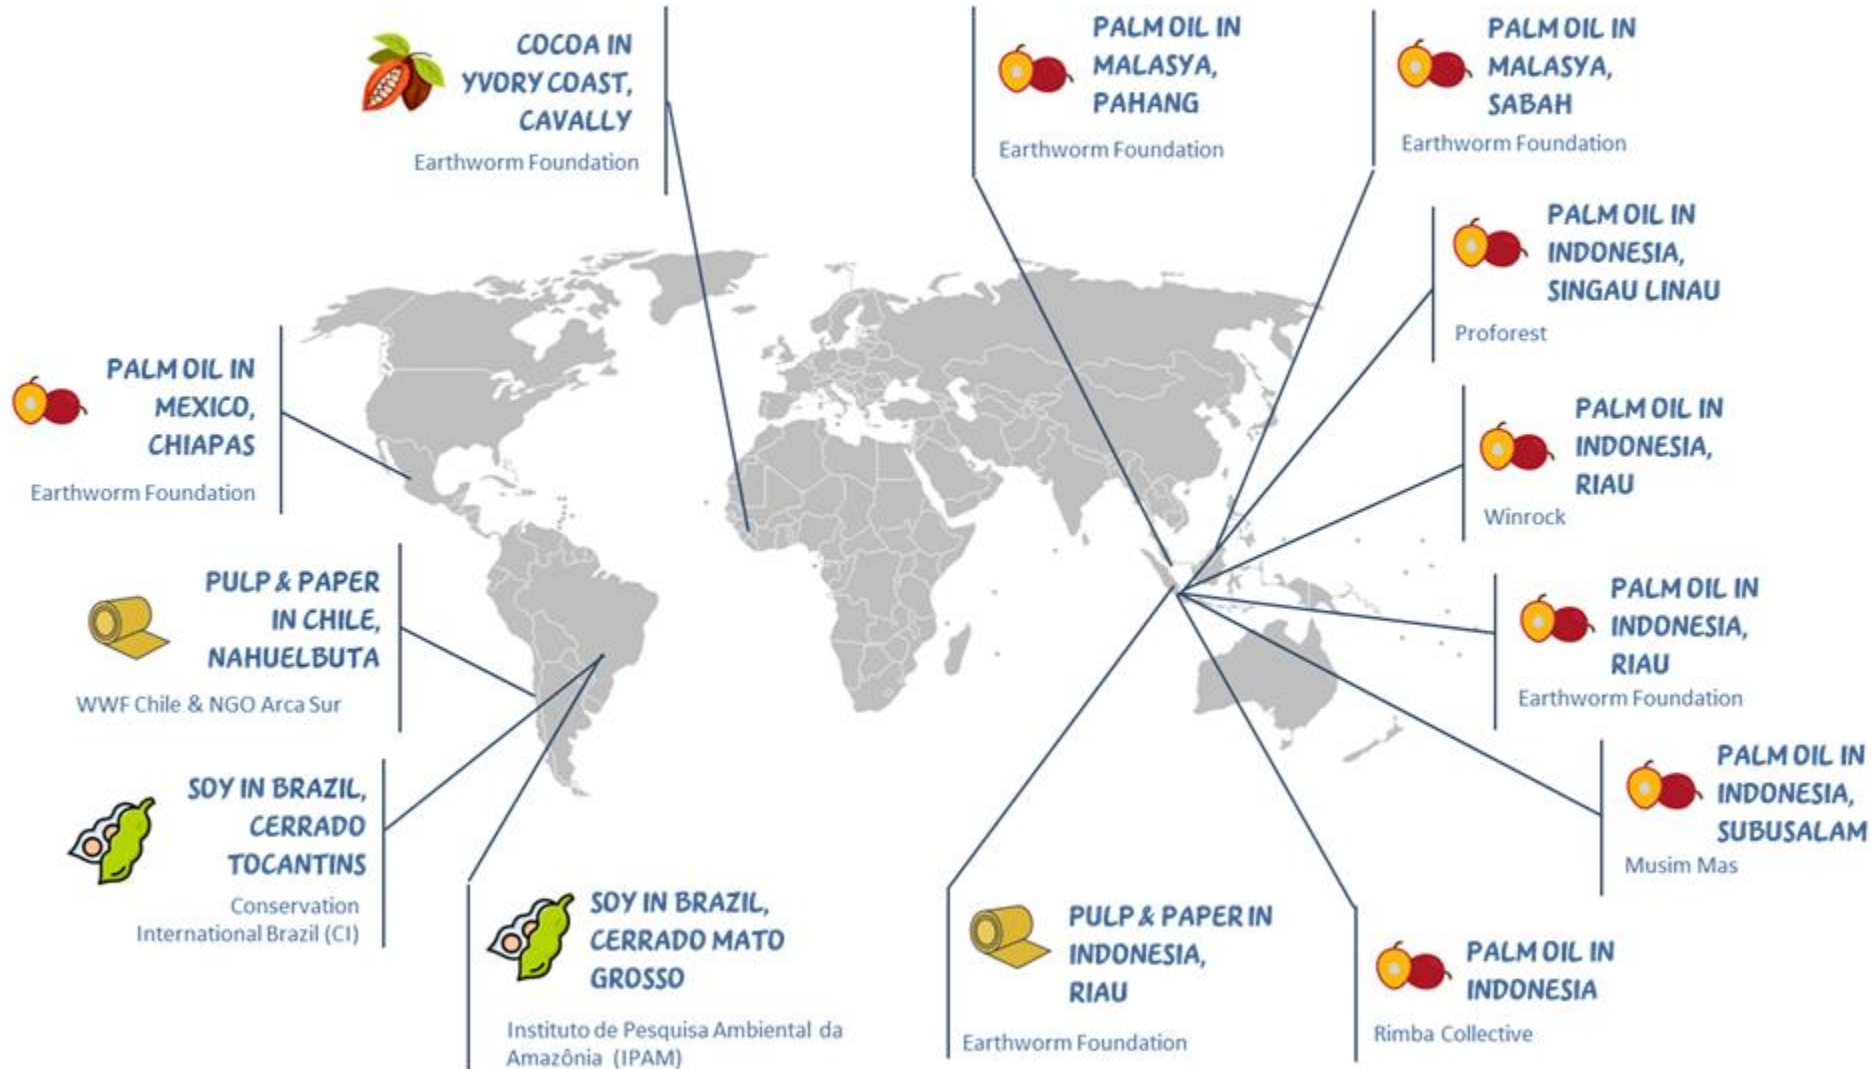 COCOA IN
YVORY COAST,
CAVALLY
Earthworm Foundation
PALM OIL IN
MALASYA,
PAHANG
Earthworm Foundation
PALM OIL IN
MALASYA,
SABAH
Earthworm Foundation
PALM OIL IN
INDONESIA,
SINGAU LINAU
Proforest
PALM OIL IN
MEXICO,
CHIAPAS
Earthworm Foundation
PALM OIL IN
INDONESIA,
RIAU
Winrock
PULP & PAPER
IN CHILE,
NAHUELBUTA
WWF Chile & NGO Arca Sur
PALM OIL IN
INDONESIA,
RIAU
Earthworm Foundation
SOY IN BRAZIL,
CERRADO
TOCANTINS
Conservation
International Brazil (CI)
PALM OIL IN
INDONESIA,
SUBUSALAM
Musim Mas
SOY IN BRAZIL,
CERRADO MATO
GROSSO
Instituto de Pesquisa Ambiental da
Amazônia (IPAM)
PULP & PAPER IN
INDONESIA,
RIAU
Earthworm Foundation
PALM OIL IN
INDONESIA
Rimba Collective